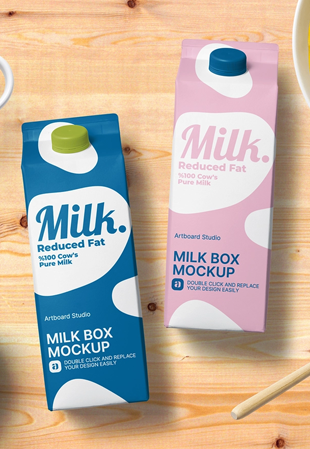 Milk.
Reduced Fat
%100 Cow's
Pure Milk
Artboard Studio
MILK BOX
MOCKUP
a
DOUBLE CLICK AND REPLACE
YOUR DESIGN EASILY
Milk.
Reduced Fat
%100 Cow's
Pure Milk
Artboard Studio
MILK BOX
MOCKUP
a
DOUBLE CLICK AND REPLACE
YOUR DESIGN EASILY